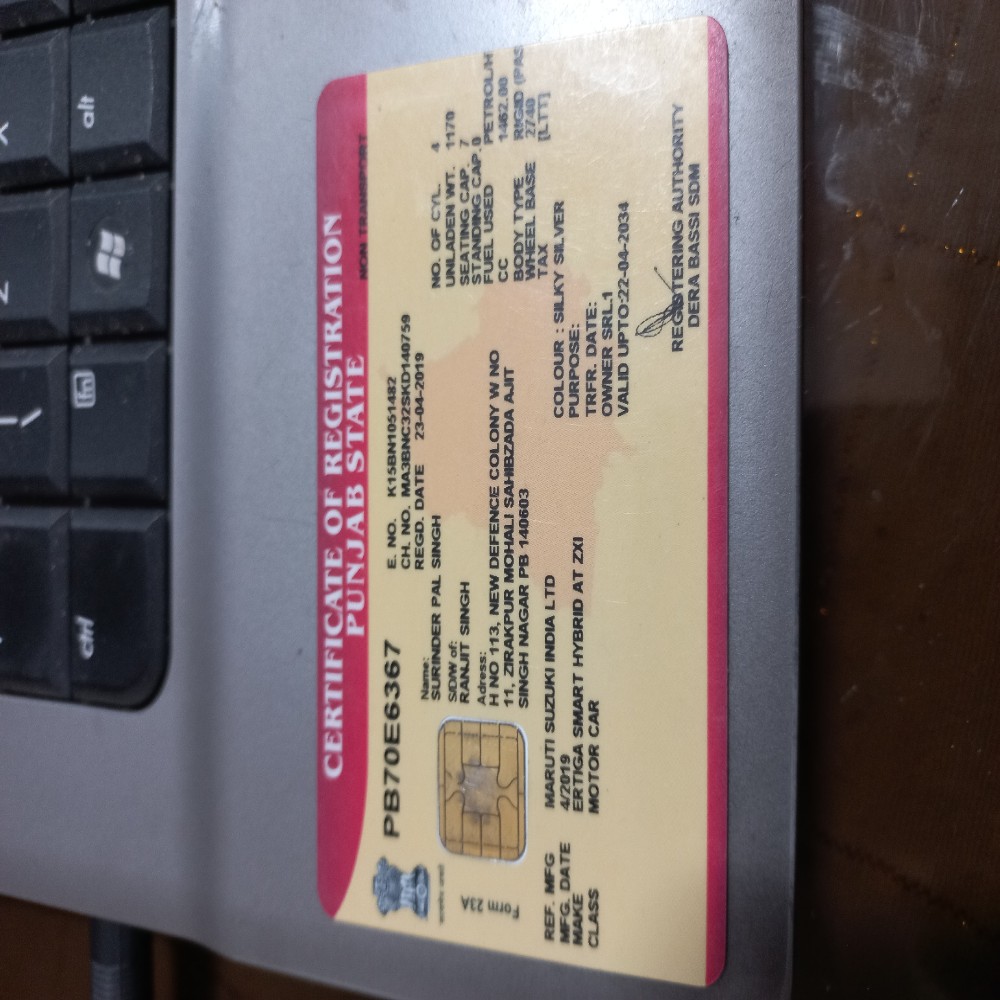 CERTIFICATE OF REGISTRATION
PUNJAB STATE
NON TRANSPORT
PB70E6367
E. NO. K15BN1051482
CH. NO. MA3BNC32SKD140759
REGD. DATE 23-04-2019
NO. OF CYL. 4
UNLADEN WT. 1170
SEATING CAP. 7
STANDING CAP. 0
FUEL USED PETROL/H
CC 1462.00
BODY TYPE RIGID (PAS
WHEEL BASE 2740
TAX [LTT]
Name:
SURINDER PAL SINGH
S/D/W of:
RANJIT SINGH
Adress:
H NO 113, NEW DEFENCE COLONY W NO
11, ZIRAKPUR MOHALI SAHIBZADA AJIT
SINGH NAGAR PB 140603
Form 23A
REF. MFG MARUTI SUZUKI INDIA LTD
MFG. DATE 4/2019
MAKE ERTIGA SMART HYBRID AT ZXI
CLASS MOTOR CAR
COLOUR : SILKY SILVER
PURPOSE:
TRFR. DATE:
OWNER SRL.1
VALID UPTO:22-04-2034
REGISTERING AUTHORITY
DERA BASSI SDM
alt
fn
ctrl
X
Z
\